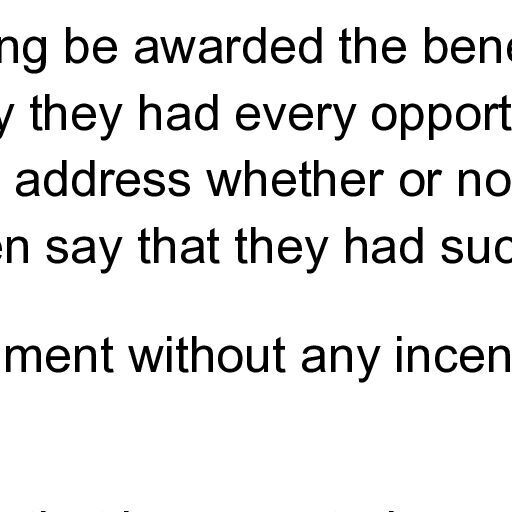 ng be awarded the bene
y they had every opport
address whether or no
en say that they had suc
ment without any incen